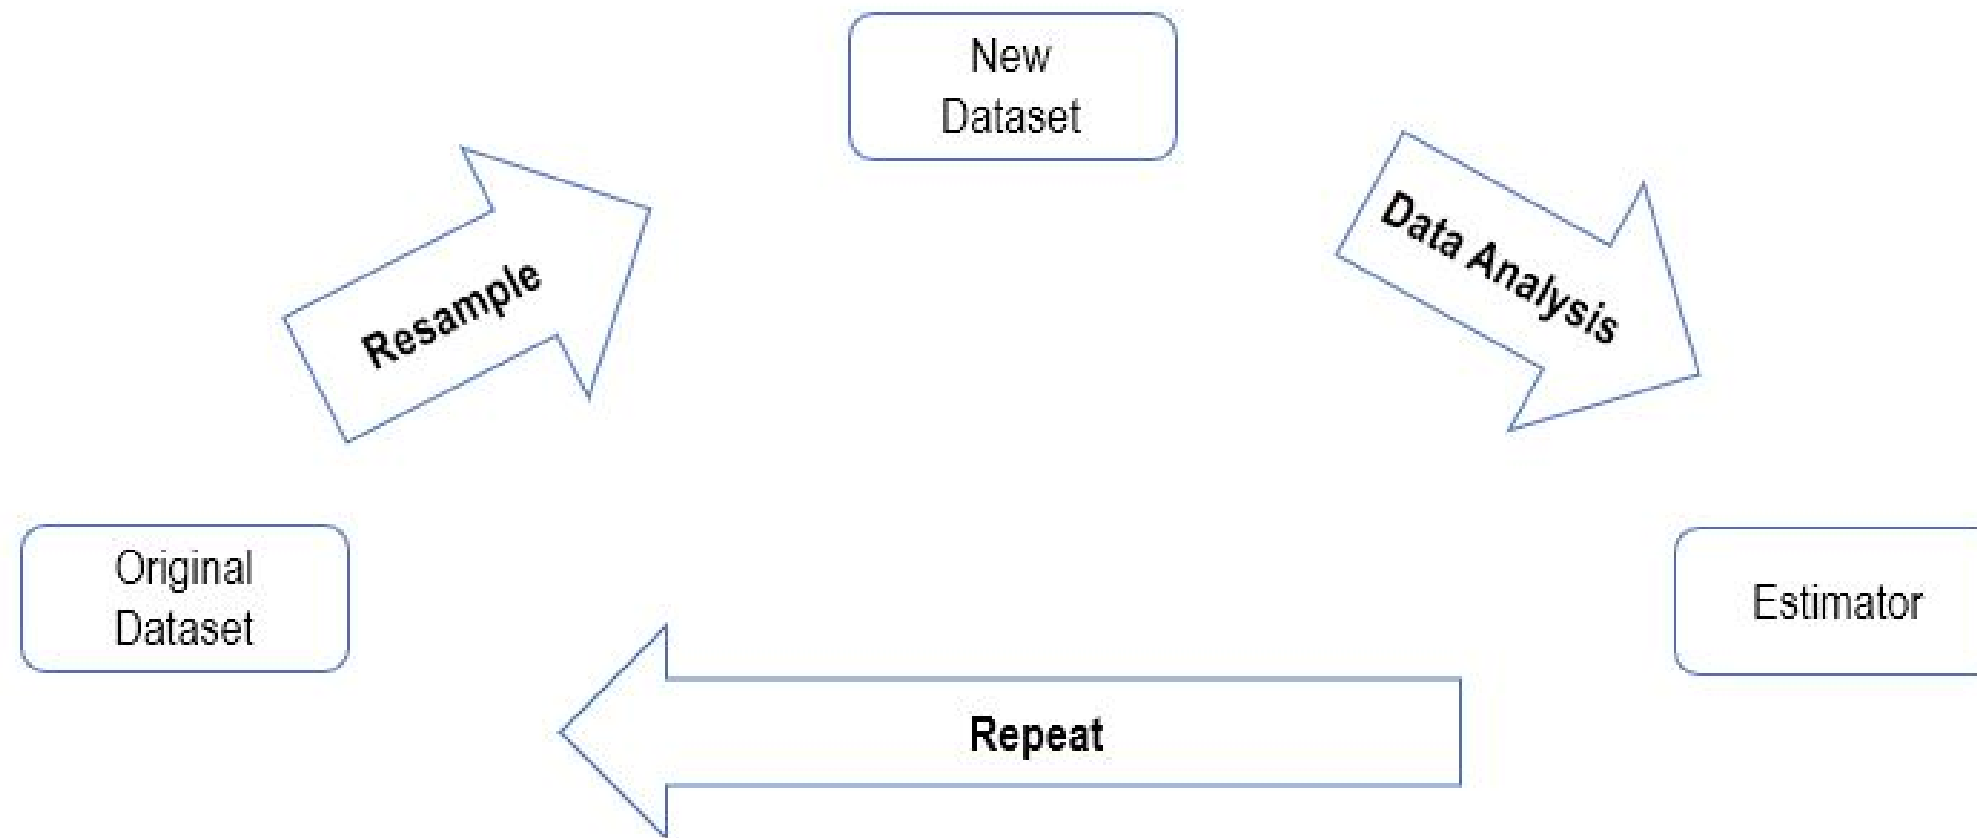 New
Dataset
Resample
Data Analysis
Original
Dataset
Estimator
Repeat